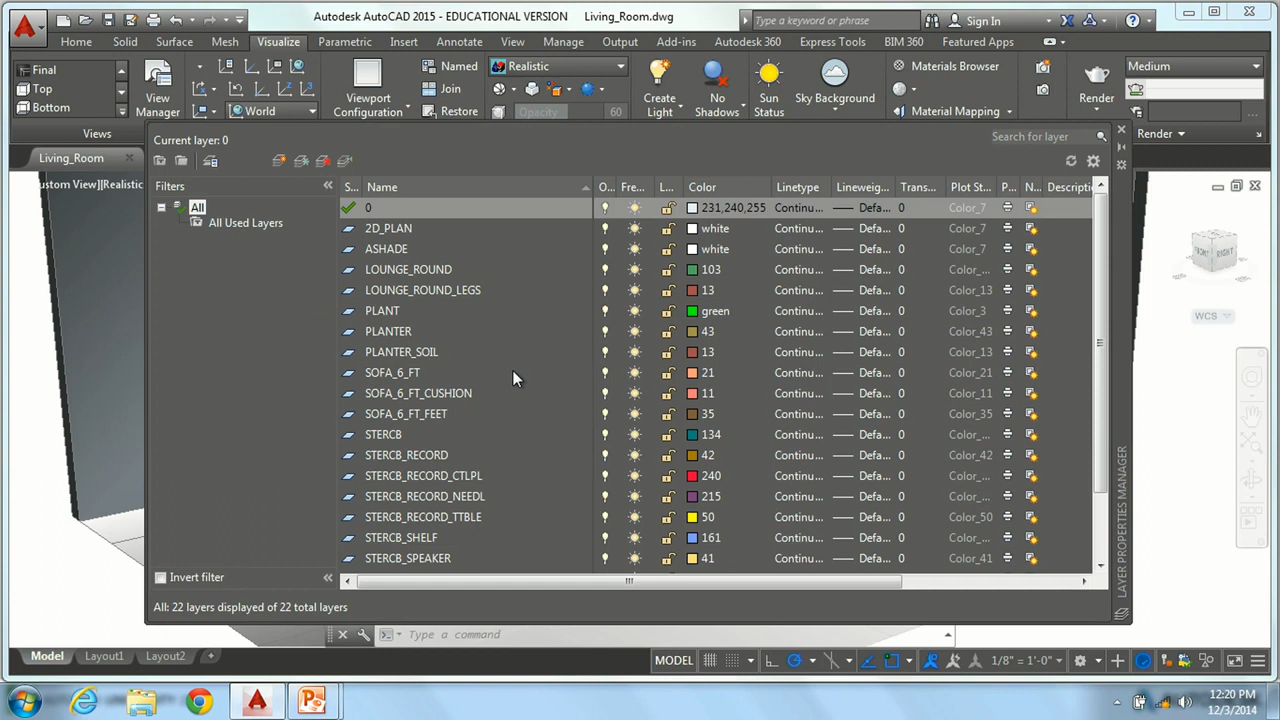 Autodesk AutoCAD 2015 - EDUCATIONAL VERSION Living_Room.dwg
Type a keyword or phrase
Sign In
Home Solid Surface Mesh Visualize Parametric Insert Annotate View Manage Output Add-ins Autodesk 360 Express Tools BIM 360 Featured Apps
Final
Top
Bottom
Views
View Manager
World
Viewport Configuration
Named
Join
Restore
Realistic
Opacity 60
Create Light
No Shadows
Sun Status
Sky Background
Materials Browser
Material Mapping
Render
Medium
Render
Living_Room
ustom View][Realistic
Current layer: 0
Search for layer
Filters
All
All Used Layers
S... Name O. Fre... L... Color Linetype Lineweig... Trans... Plot St... P... N... Descripti
0 231,240,255 Continu... Defa... 0 Color_7
2D_PLAN white Continu... Defa... 0 Color_7
ASHADE white Continu... Defa... 0 Color_7
LOUNGE_ROUND 103 Continu... Defa... 0 Color_...
LOUNGE_ROUND_LEGS 13 Continu... Defa... 0 Color_13
PLANT green Continu... Defa... 0 Color_3
PLANTER 43 Continu... Defa... 0 Color_43
PLANTER_SOIL 13 Continu... Defa... 0 Color_13
SOFA_6_FT 21 Continu... Defa... 0 Color_21
SOFA_6_FT_CUSHION 11 Continu... Defa... 0 Color_11
SOFA_6_FT_FEET 35 Continu... Defa... 0 Color_35
STERCB 134 Continu... Defa... 0 Color_...
STERCB_RECORD 42 Continu... Defa... 0 Color_42
STERCB_RECORD_CTLPL 240 Continu... Defa... 0 Color_...
STERCB_RECORD_NEEDL 215 Continu... Defa... 0 Color_...
STERCB_RECORD_TTBLE 50 Continu... Defa... 0 Color_50
STERCB_SHELF 161 Continu... Defa... 0 Color_...
STERCB_SPEAKER 41 Continu... Defa... 0 Color_41
Invert filter
All: 22 layers displayed of 22 total layers
LAYER PROPERTIES MANAGER
FRONT RIGHT
WCS
Type a command
Model Layout1 Layout2 +
MODEL 1/8" = 1'-0"
12:20 PM
12/3/2014